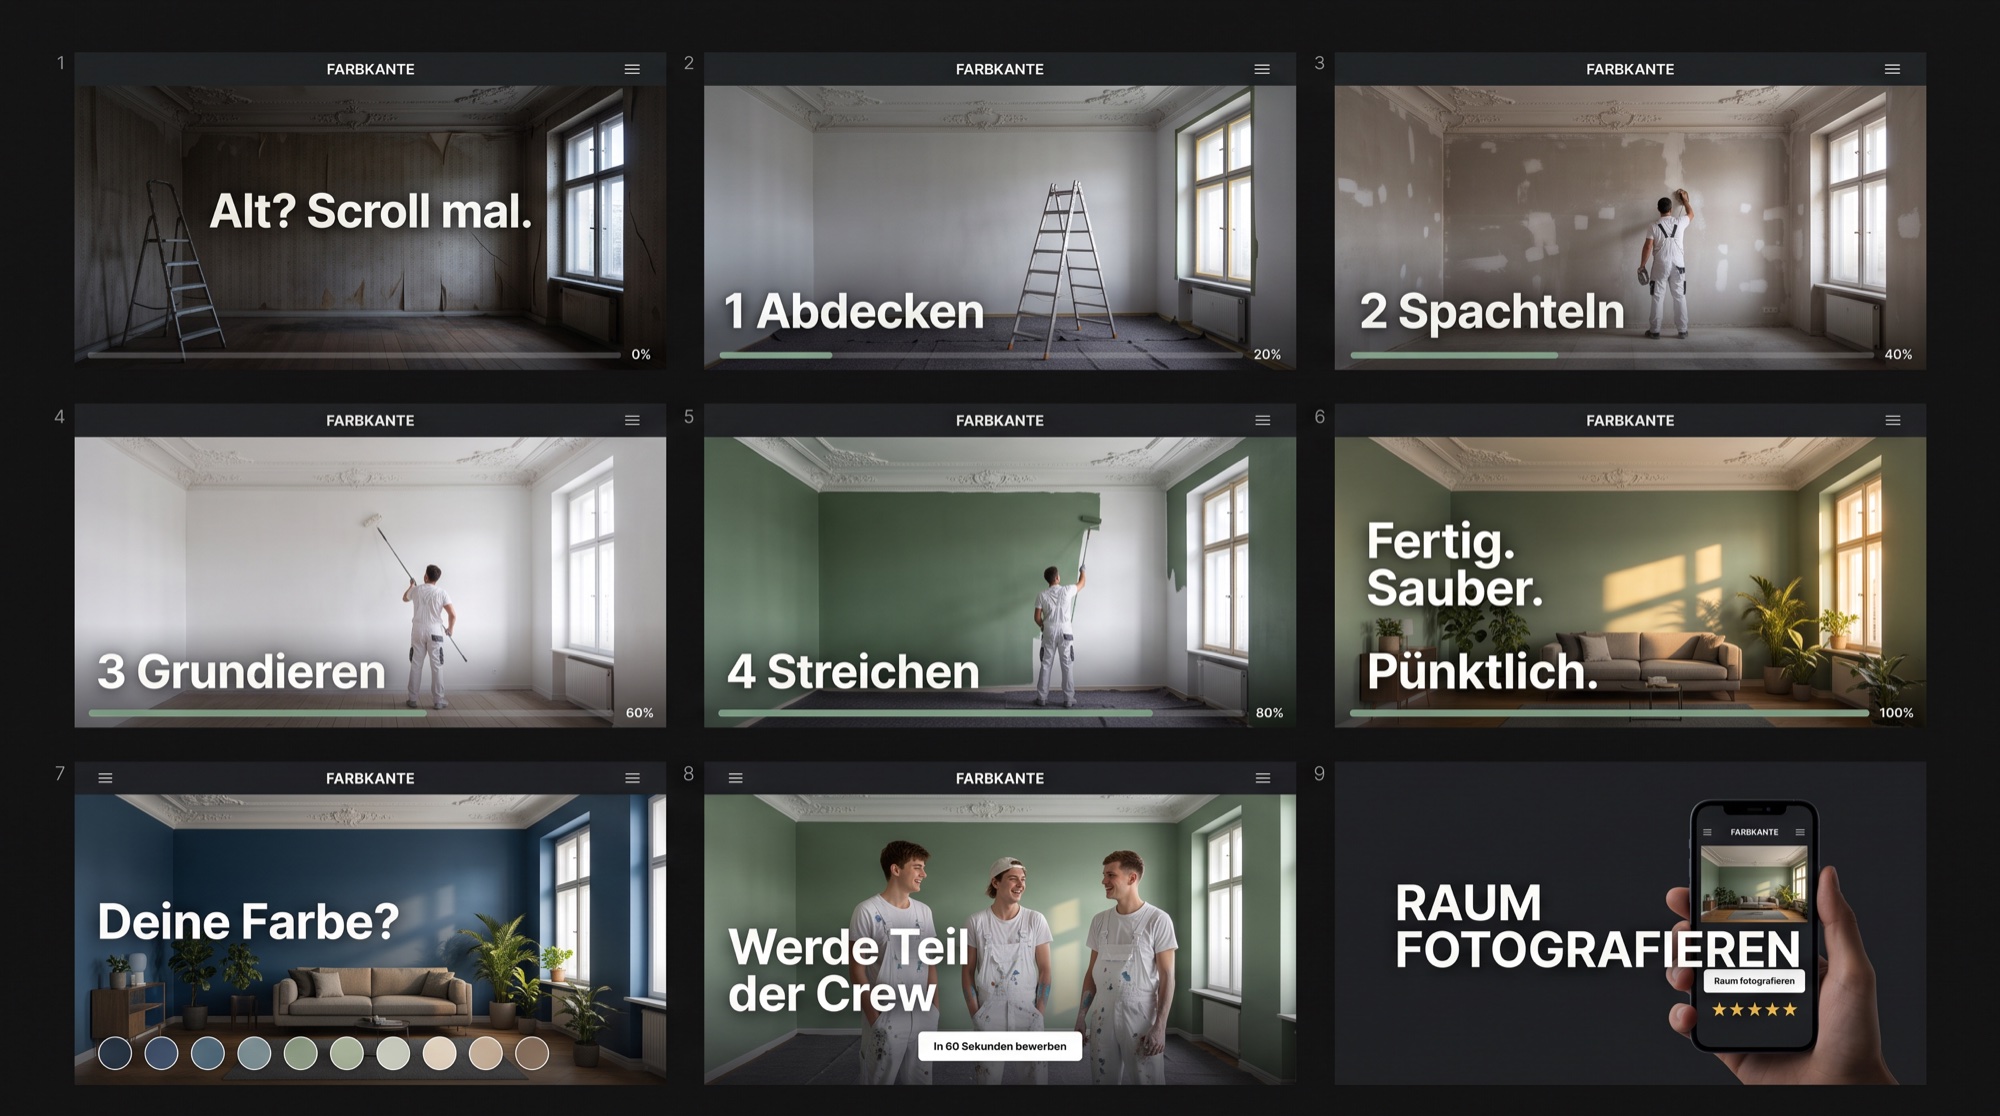 1
FARBKANTE
Alt? Scroll mal.
0%
2
FARBKANTE
1 Abdecken
20%
3
FARBKANTE
2 Spachteln
40%
4
FARBKANTE
3 Grundieren
60%
5
FARBKANTE
4 Streichen
80%
6
FARBKANTE
Fertig.
Sauber.
Pünktlich.
100%
7
FARBKANTE
Deine Farbe?
8
FARBKANTE
Werde Teil
der Crew
In 60 Sekunden bewerben
9
FARBKANTE
RAUM
FOTOGRAFIEREN
Raum fotografieren